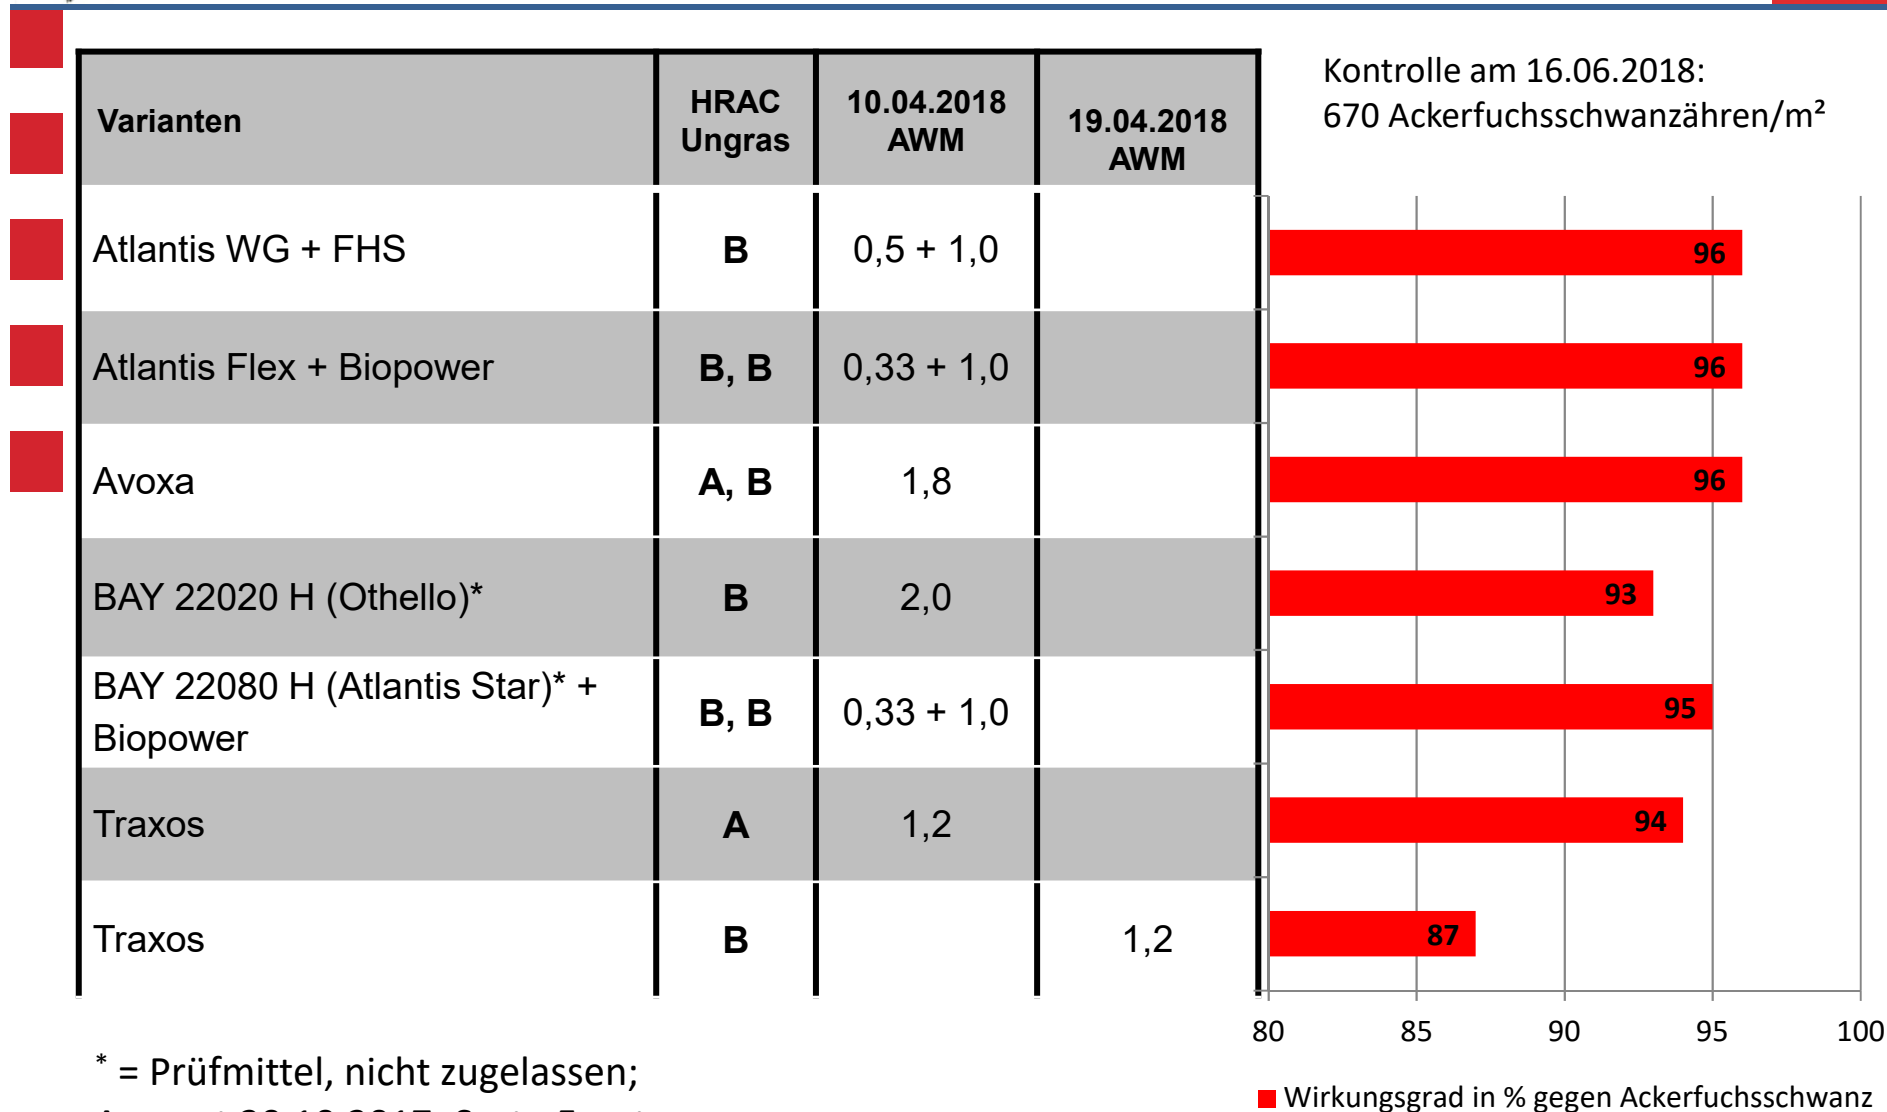 Varianten
HRAC
Ungras
10.04.2018
AWM
19.04.2018
AWM
Kontrolle am 16.06.2018:
670 Ackerfuchsschwanzähren/m²
Atlantis WG + FHS
B
0,5 + 1,0
96
Atlantis Flex + Biopower
B, B
0,33 + 1,0
96
Avoxa
A, B
1,8
96
BAY 22020 H (Othello)*
B
2,0
93
BAY 22080 H (Atlantis Star)* +
Biopower
B, B
0,33 + 1,0
95
Traxos
A
1,2
94
Traxos
B
1,2
87
80 85 90 95 100
* = Prüfmittel, nicht zugelassen;
Wirkungsgrad in % gegen Ackerfuchsschwanz